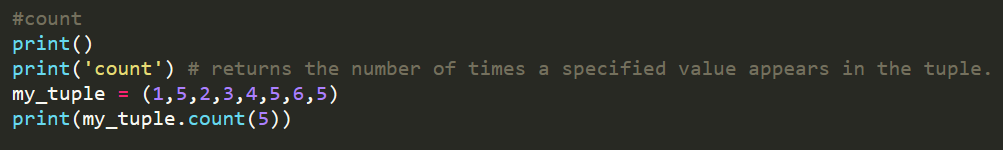 #count
print()
print('count') # returns the number of times a specified value appears in the tuple.
my_tuple = (1,5,2,3,4,5,6,5)
print(my_tuple.count(5))